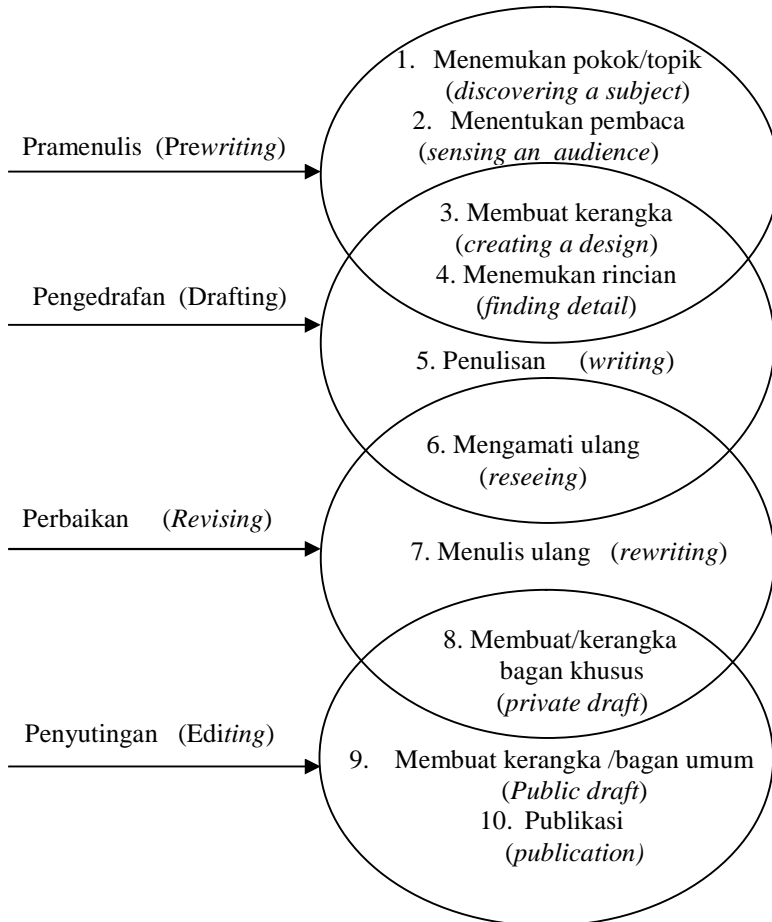 1. Menemukan pokok/topik
(discovering a subject)
2. Menentukan pembaca
(sensing an audience)
Pramenulis (Prewriting)
3. Membuat kerangka
(creating a design)
4. Menemukan rincian
(finding detail)
Pengedrafan (Drafting)
5. Penulisan (writing)
6. Mengamati ulang
(reseeing)
Perbaikan (Revising)
7. Menulis ulang (rewriting)
8. Membuat/kerangka
bagan khusus
(private draft)
Penyutingan (Editing)
9. Membuat kerangka /bagan umum
(Public draft)
10. Publikasi
(publication)